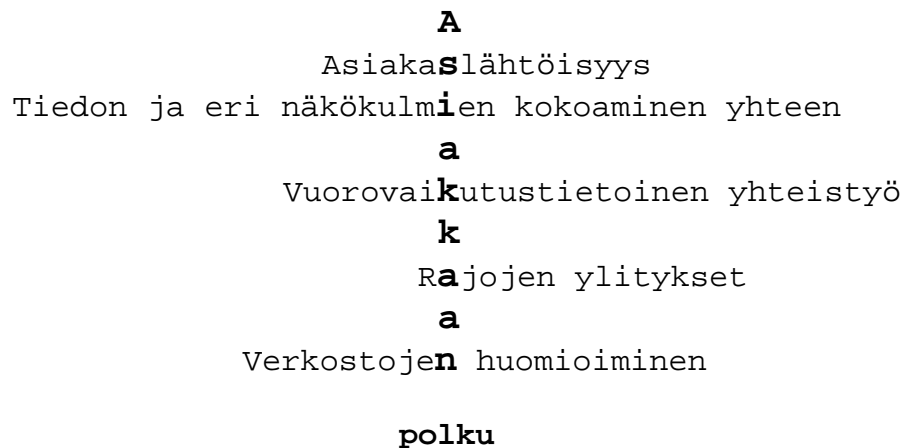 A
Asiakaslähtöisyys
Tiedon ja eri näkökulmien kokoaminen yhteen
a
Vuorovaikutustietoinen yhteistyö
k
Rajojen ylitykset
a
Verkostojen huomioiminen
polku